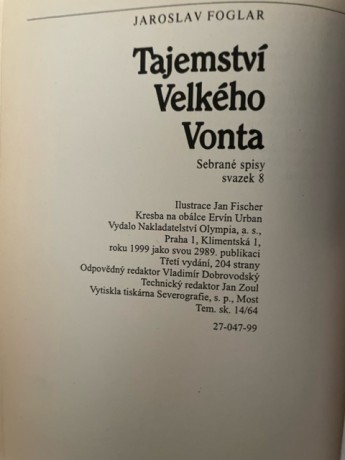 JAROSLAV FOGLAR
Tajemství
Velkého
Vonta
Sebrané spisy
svazek 8
Ilustrace Jan Fischer
Kresba na obálce Ervín Urban
Vydalo Nakladatelství Olympia, a. s.,
Praha 1, Klimentská 1,
roku 1999 jako svou 2989. publikaci
Třetí vydání, 204 strany
Odpovědný redaktor Vladimír Dobrovodský
Technický redaktor Jan Zoul
Vytiskla tiskárna Severografie, s. p., Most
Tem. sk. 14/64
27-047-99